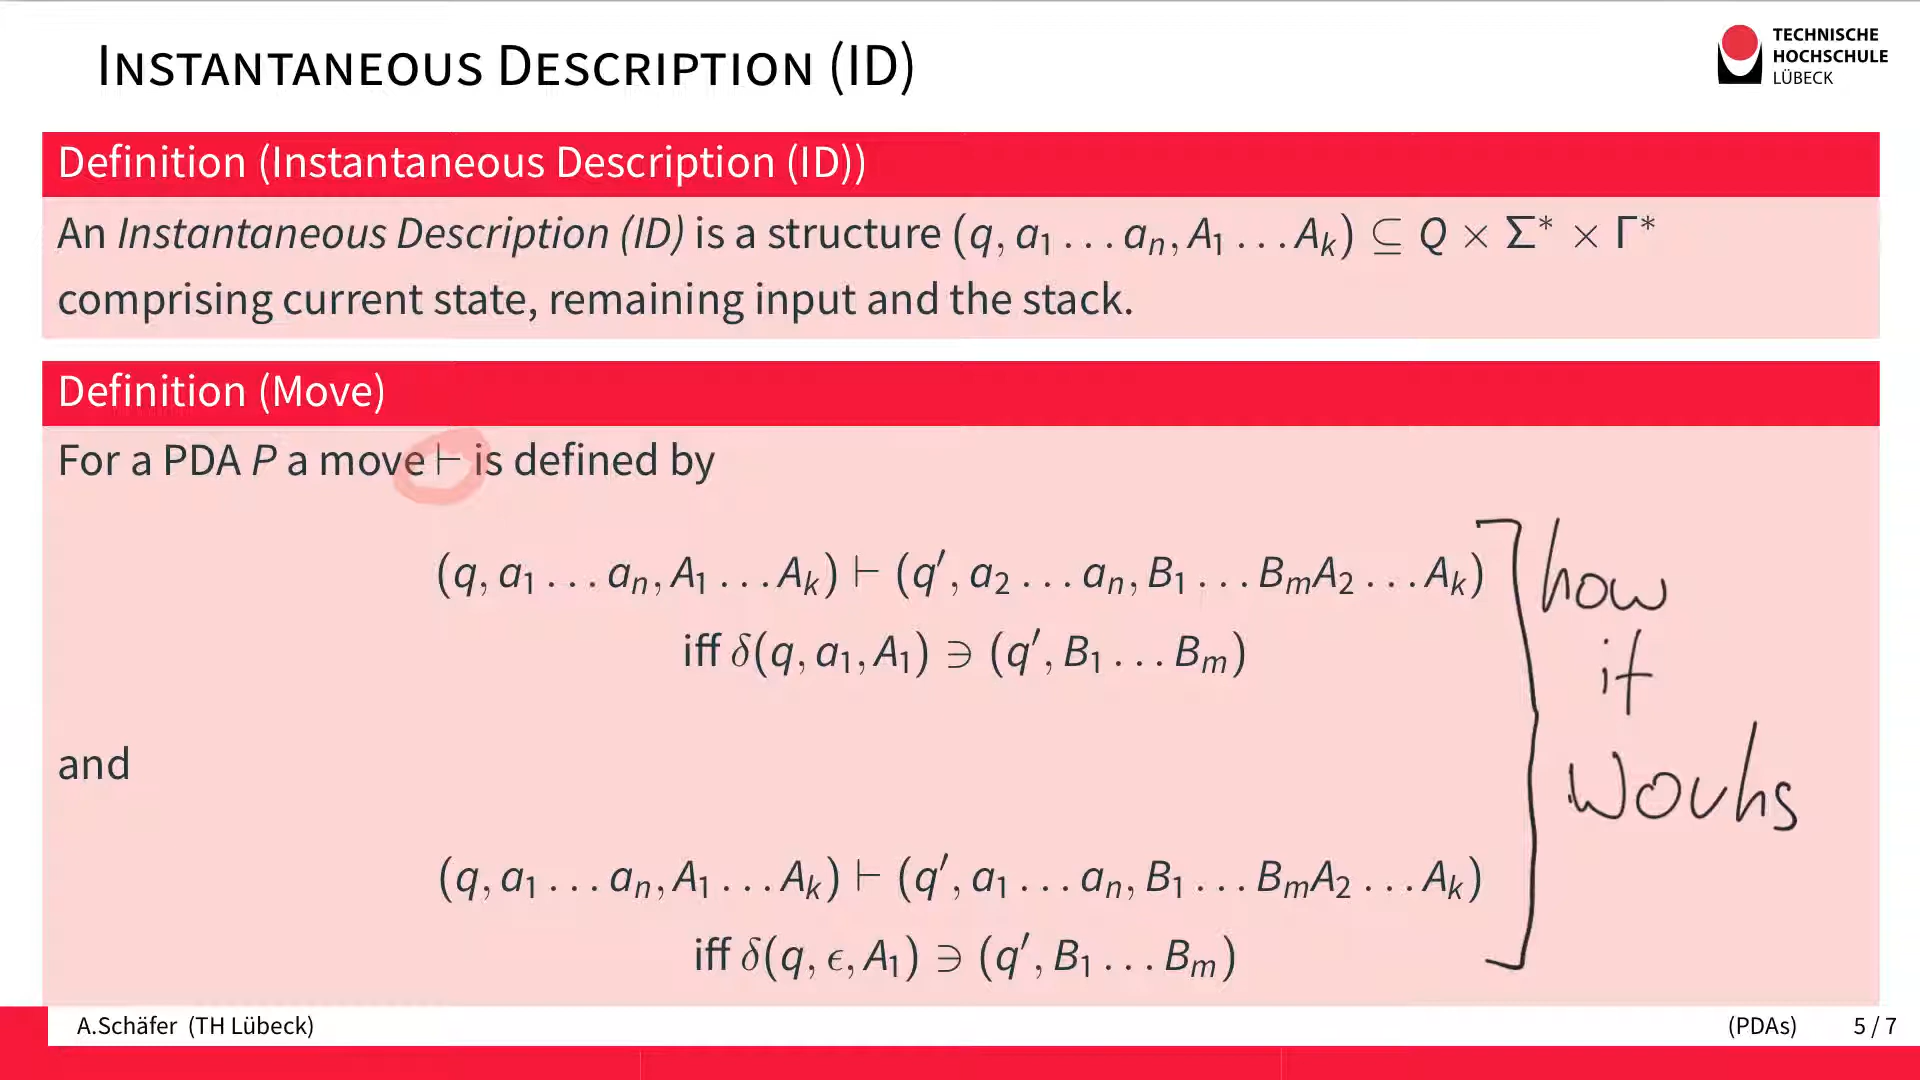 INSTANTANEOUS DESCRIPTION (ID)
TECHNISCHE
HOCHSCHULE
LÜBECK
Definition (Instantaneous Description (ID))
An Instantaneous Description (ID) is a structure (q, a₁ . . . aₙ, A₁ . . . Aₖ) ⊆ Q × Σ* × Γ*
comprising current state, remaining input and the stack.
Definition (Move)
For a PDA P a move ⊢ is defined by
(q, a₁ . . . aₙ, A₁ . . . Aₖ) ⊢ (q′, a₂ . . . aₙ, B₁ . . . BₘA₂ . . . Aₖ)
iff δ(q, a₁, A₁) ∋ (q′, B₁ . . . Bₘ)
and
(q, a₁ . . . aₙ, A₁ . . . Aₖ) ⊢ (q′, a₁ . . . aₙ, B₁ . . . BₘA₂ . . . Aₖ)
iff δ(q, ϵ, A₁) ∋ (q′, B₁ . . . Bₘ)
how
it
works
A.Schäfer (TH Lübeck)
(PDAs)
5 / 7